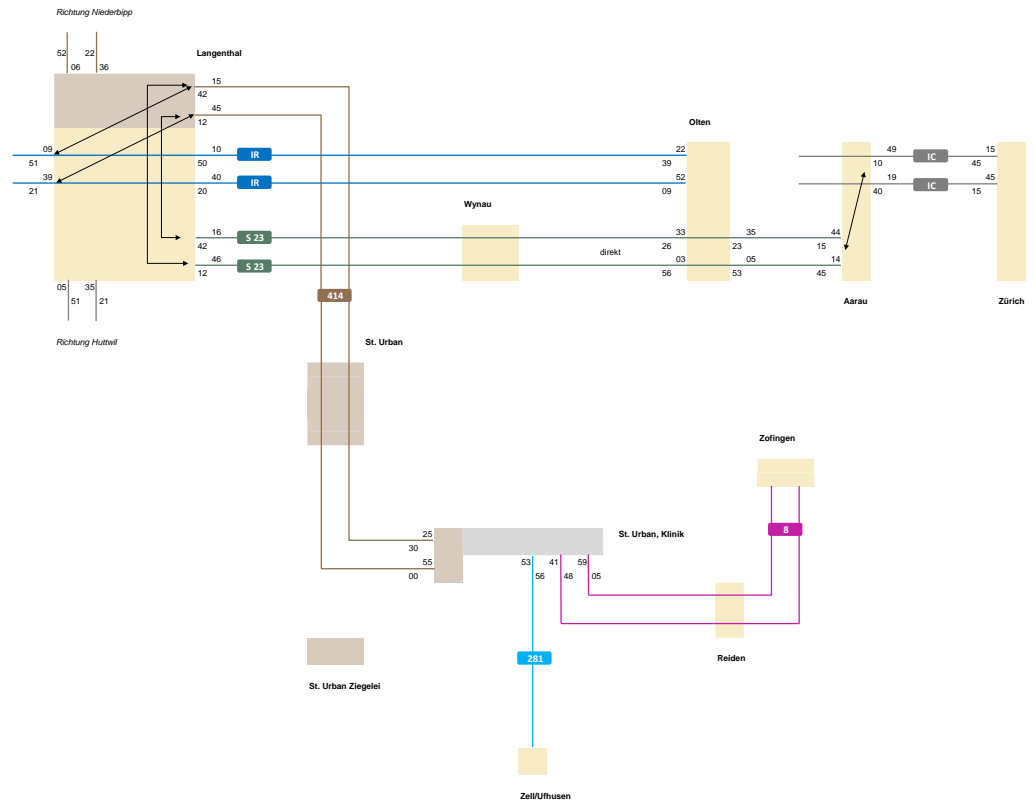 Richtung Niederbipp
52 22
06 36
Langenthal
15
42
45
12
Olten
09 10 IR 22 49 IC 15
51 50 39 10 45
39 40 IR 52 19 IC 45
21 20 09 40 15
Wynau
16 S 23 33 35 44
42 direkt 26 23 15
46 S 23 03 05 14
12 56 53 45
05 35
51 21
414
Aarau Zürich
Richtung Huttwil
St. Urban
Zofingen
25
30
8
St. Urban, Klinik
55
00
53 41 59
56 48 05
Reiden
281
St. Urban Ziegelei
Zell/Ufhusen